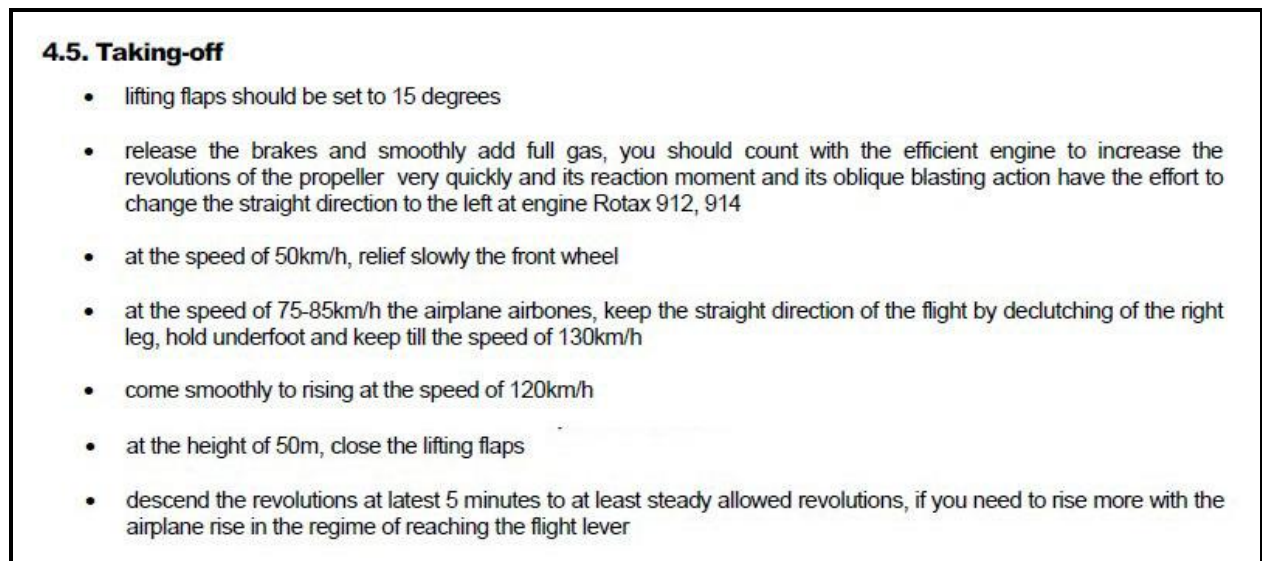 4.5. Taking-off
• lifting flaps should be set to 15 degrees
• release the brakes and smoothly add full gas, you should count with the efficient engine to increase the
revolutions of the propeller very quickly and its reaction moment and its oblique blasting action have the effort to
change the straight direction to the left at engine Rotax 912, 914
• at the speed of 50km/h, relief slowly the front wheel
• at the speed of 75-85km/h the airplane airbones, keep the straight direction of the flight by declutching of the right
leg, hold underfoot and keep till the speed of 130km/h
• come smoothly to rising at the speed of 120km/h
• at the height of 50m, close the lifting flaps
• descend the revolutions at latest 5 minutes to at least steady allowed revolutions, if you need to rise more with the
airplane rise in the regime of reaching the flight lever